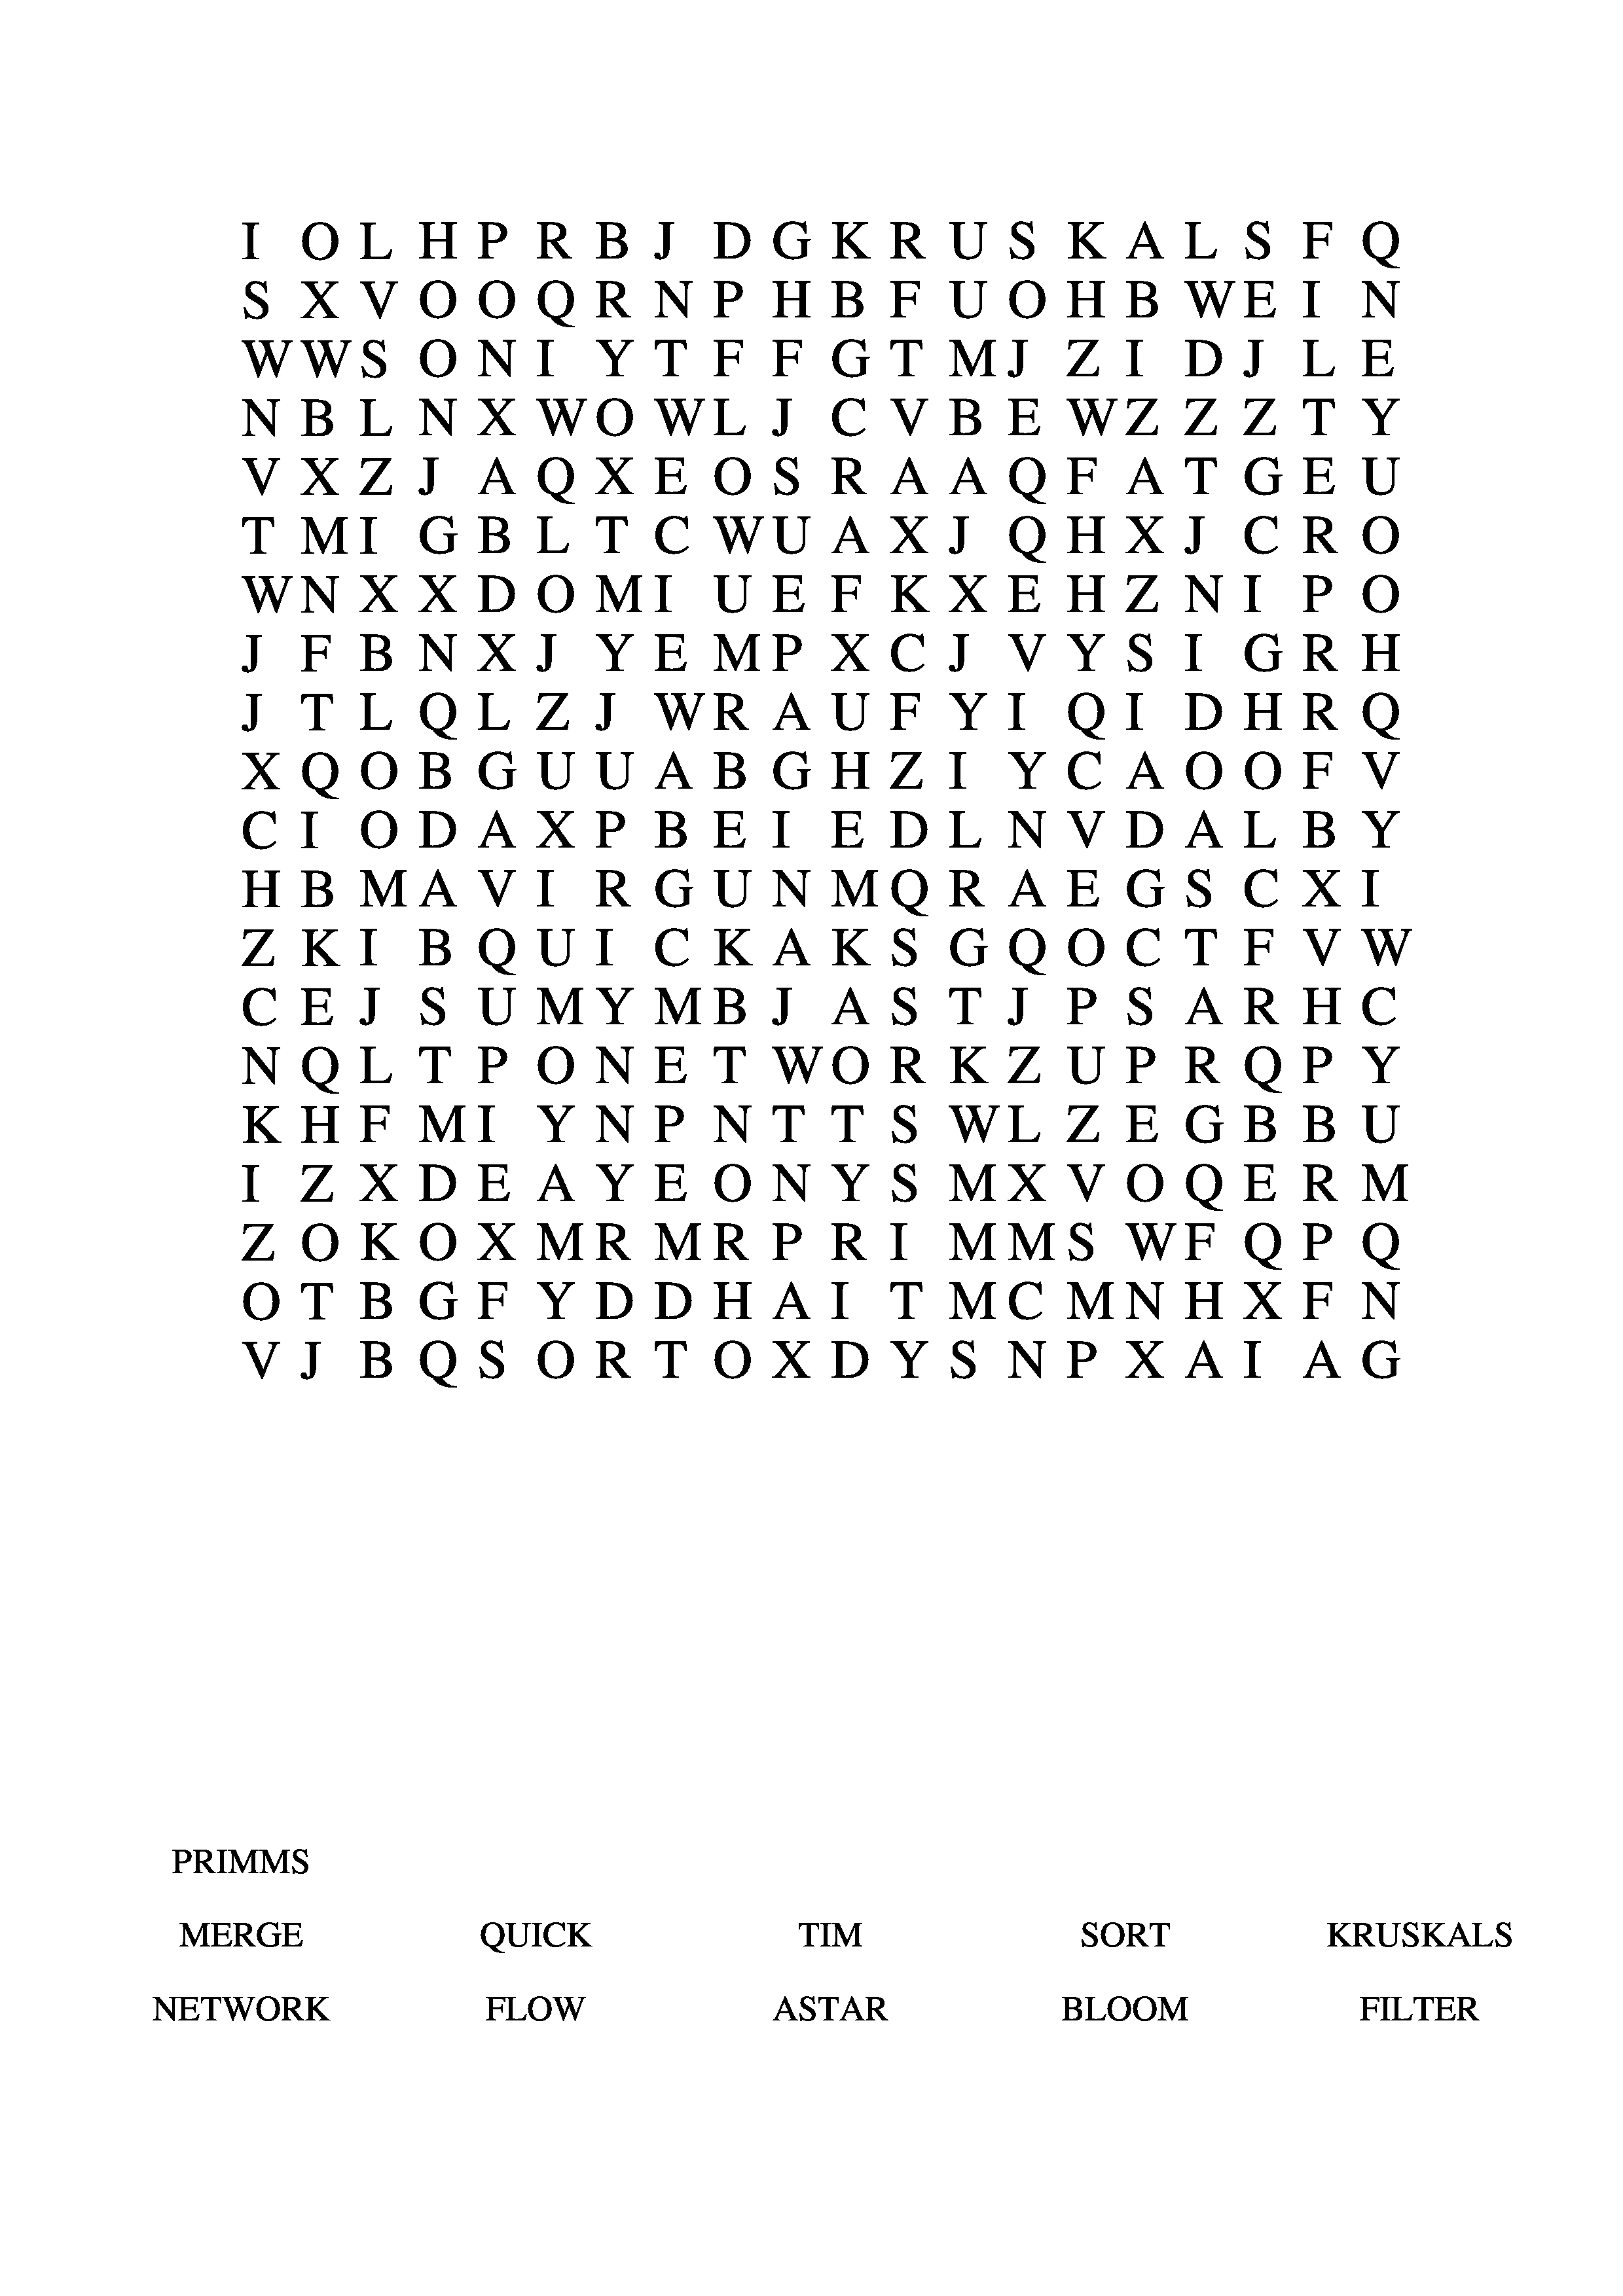 I O L H P R B J D G K R U S K A L S F Q
S X V O O Q R N P H B F U O H B W E I N
W W S O N I Y T F F G T M J Z I D J L E
N B L N X W O W L J C V B E W Z Z Z T Y
V X Z J A Q X E O S R A A Q F A T G E U
T M I G B L T C W U A X J Q H X J C R O
W N X X D O M I U E F K X E H Z N I P O
J F B N X J Y E M P X C J V Y S I G R H
J T L Q L Z J W R A U F Y I Q I D H R Q
X Q O B G U U A B G H Z I Y C A O O F V
C I O D A X P B E I E D L N V D A L B Y
H B M A V I R G U N M Q R A E G S C X I
Z K I B Q U I C K A K S G Q O C T F V W
C E J S U M Y M B J A S T J P S A R H C
N Q L T P O N E T W O R K Z U P R Q P Y
K H F M I Y N P N T T S W L Z E G B B U
I Z X D E A Y E O N Y S M X V O Q E R M
Z O K O X M R M R P R I M M S W F Q P Q
O T B G F Y D D H A I T M C M N H X F N
V J B Q S O R T O X D Y S N P X A I A G
PRIMMS
MERGE QUICK TIM SORT KRUSKALS
NETWORK FLOW ASTAR BLOOM FILTER